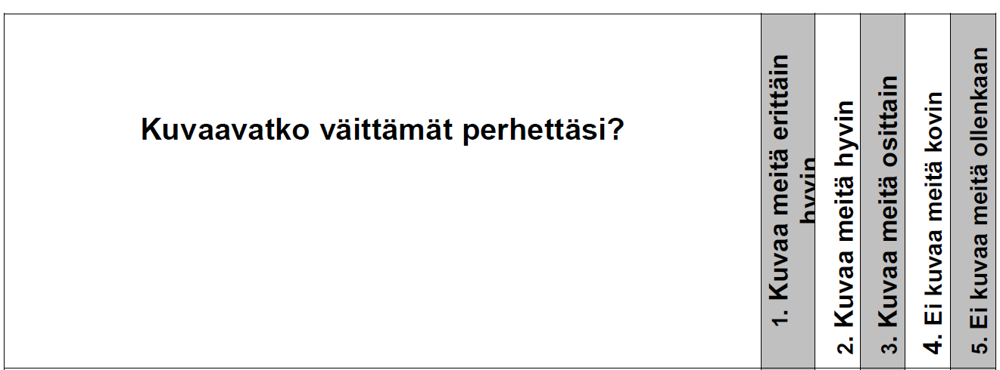 Kuvaavatko väittämät perhettäsi?
1. Kuvaa meitä erittäin
hyvin
2. Kuvaa meitä hyvin
3. Kuvaa meitä osittain
4. Ei kuvaa meitä kovin
5. Ei kuvaa meitä ollenkaan